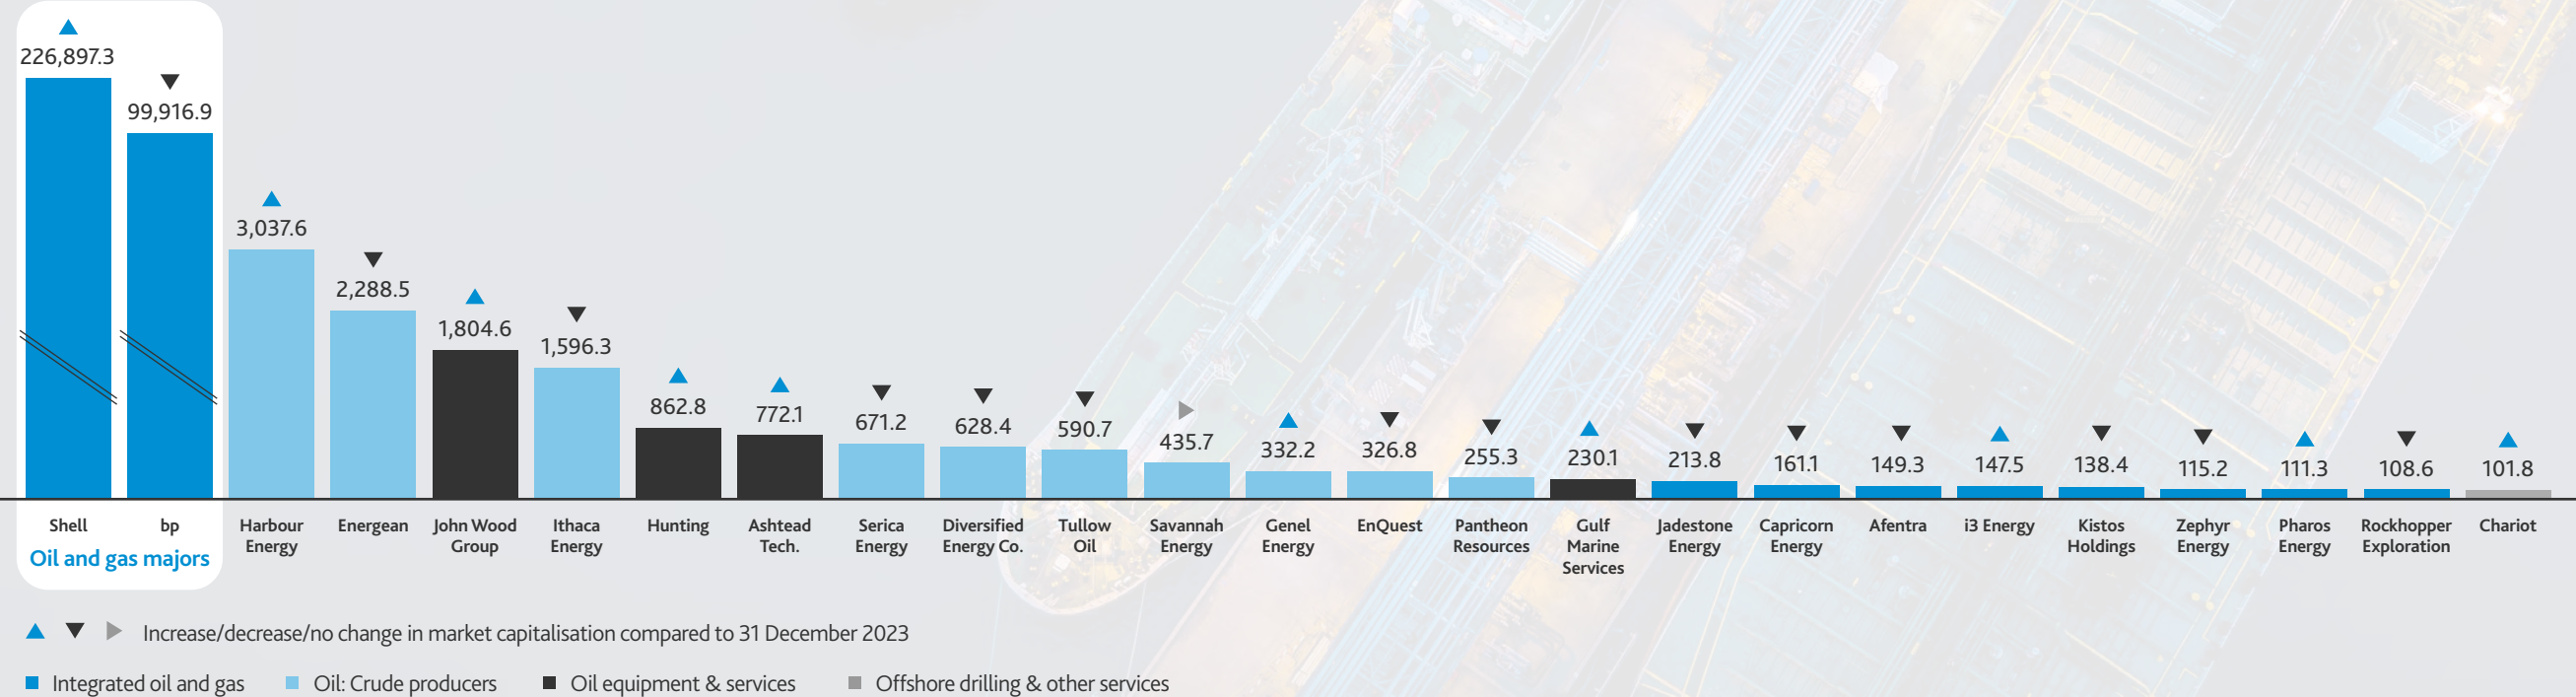 226,897.3
99,916.9
3,037.6
2,288.5
1,804.6
1,596.3
862.8
772.1
671.2
628.4
590.7
435.7
332.2
326.8
255.3
230.1
213.8
161.1
149.3
147.5
138.4
115.2
111.3
108.6
101.8
Shell
bp
Oil and gas majors
Harbour
Energy
Energean
John Wood
Group
Ithaca
Energy
Hunting
Ashtead
Tech.
Serica
Energy
Diversified
Energy Co.
Tullow
Oil
Savannah
Energy
Genel
Energy
EnQuest
Pantheon
Resources
Gulf
Marine
Services
Jadestone
Energy
Capricorn
Energy
Afentra
i3 Energy
Kistos
Holdings
Zephyr
Energy
Pharos
Energy
Rockhopper
Exploration
Chariot
Increase/decrease/no change in market capitalisation compared to 31 December 2023
Integrated oil and gas
Oil: Crude producers
Oil equipment & services
Offshore drilling & other services